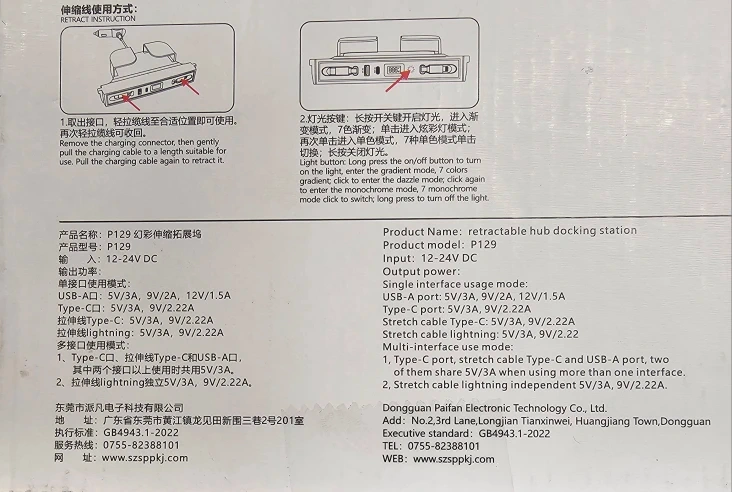 伸缩线使用方式：
RETRACT INSTRUCTION
1.取出接口，轻拉缆线至合适位置即可使用。
再次轻拉缆线可收回。
Remove the charging connector, then gently
pull the charging cable to a length suitable for
use. Pull the charging cable again to retract it.
2.灯光按键：长按开关键开启灯光，进入渐
变模式，7色渐变；单击进入炫彩灯模式；
再次单击进入单色模式，7种单色模式单击
切换；长按关闭灯光。
Light button: Long press the on/off button to turn
on the light, enter the gradient mode, 7 colors
gradient; click to enter the dazzle mode; click again
to enter the monochrome mode, 7 monochrome
mode click to switch; long press to turn off the light.
产品名称：P129 幻彩伸缩拓展坞
产品型号：P129
输 入：12-24V DC
输出功率：
单接口使用模式：
USB-A口：5V/3A，9V/2A，12V/1.5A
Type-C口：5V/3A，9V/2.22A
拉伸线Type-C：5V/3A，9V/2.22A
拉伸线lightning：5V/3A，9V/2.22A
多接口使用模式：
1、Type-C口、拉伸线Type-C和USB-A口，
其中两个接口以上使用时共用5V/3A。
2、拉伸线lightning独立5V/3A，9V/2.22A。
东莞市派凡电子科技有限公司
地 址：广东省东莞市黄江镇龙见田新围三巷2号201室
执行标准：GB4943.1-2022
服务热线：0755-82388101
网 址：www.szsppkj.com
Product Name: retractable hub docking station
Product model: P129
Input: 12-24V DC
Output power:
Single interface usage mode:
USB-A port: 5V/3A, 9V/2A, 12V/1.5A
Type-C port: 5V/3A, 9V/2.22A
Stretch cable Type-C: 5V/3A, 9V/2.22A
Stretch cable lightning: 5V/3A, 9V/2.22
Multi-interface use mode:
1, Type-C port, stretch cable Type-C and USB-A port, two
of them share 5V/3A when using more than one interface.
2, Stretch cable lightning independent 5V/3A, 9V/2.22A.
Dongguan Paifan Electronic Technology Co., Ltd.
Add: No.2,3rd Lane,Longjian Tianxinwei, Huangjiang Town,Dongguan
Executive standard: GB4943.1-2022
TEL: 0755-82388101
WEB: www.szsppkj.com